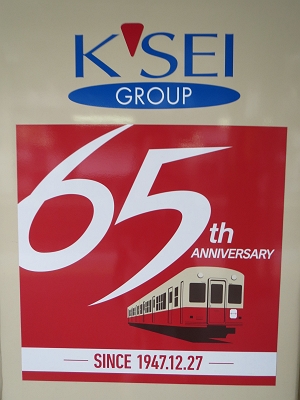 K'SEI
GROUP
65th
ANNIVERSARY
SINCE 1947.12.27